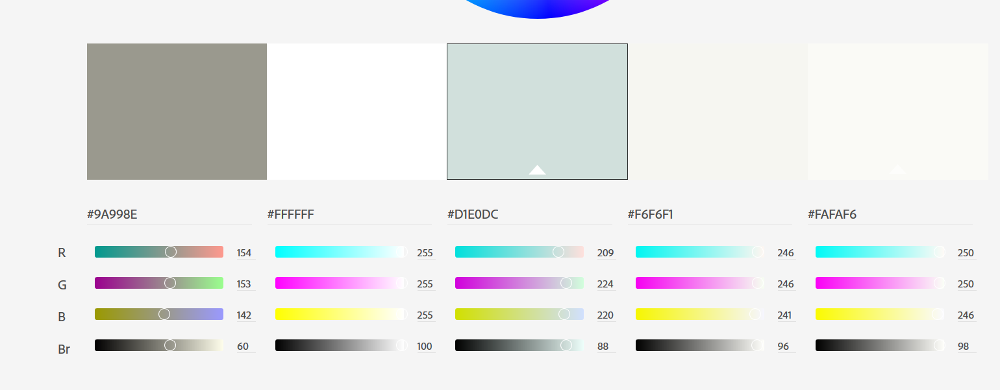 #9A998E #FFFFFF #D1E0DC #F6F6F1 #FAFAF6
R 154 255 209 246 250
G 153 255 224 246 250
B 142 255 220 241 246
Br 60 100 88 96 98